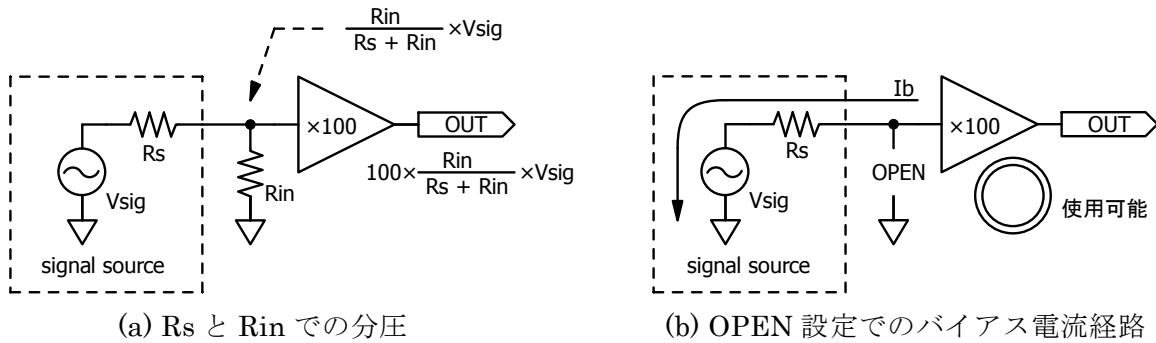 Rin
Rs + Rin
×Vsig
×100
OUT
Rs
Rin
Vsig
100×
Rin
Rs + Rin
×Vsig
signal source
(a) Rs と Rin での分圧
Ib
×100
OUT
Rs
OPEN
Vsig
使用可能
signal source
(b) OPEN 設定でのバイアス電流経路